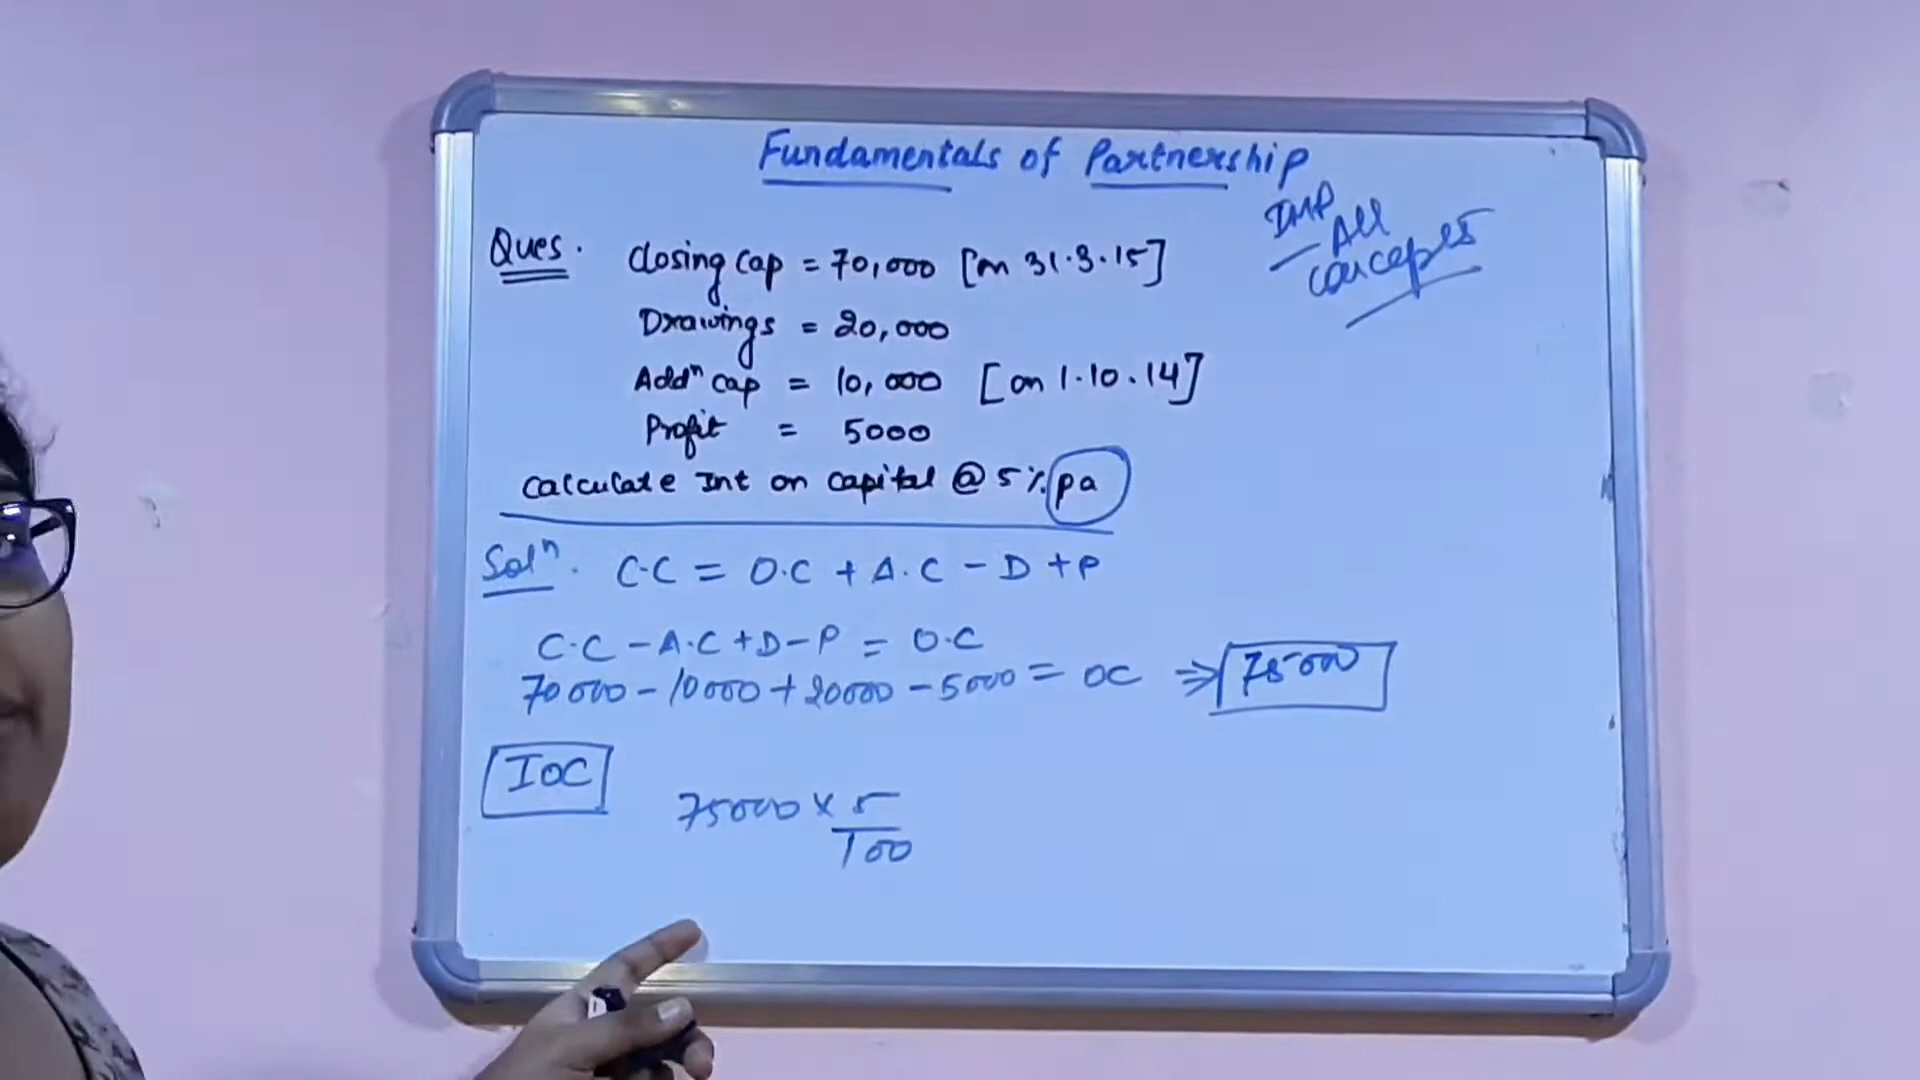 Fundamentals of Partnership
IMP
All
concepts
Ques. Closing Cap = 70,000 [on 31.3.15]
Drawings = 20,000
Addⁿ Cap = 10,000 [on 1.10.14]
Profit = 5000
Calculate Int on Capital @ 5% pa
Solⁿ. C.C = O.C + A.C - D + P
C.C - A.C + D - P = O.C
70000 - 10000 + 20000 - 5000 = OC ⇒ 75000
IOC
75000 × 5/100